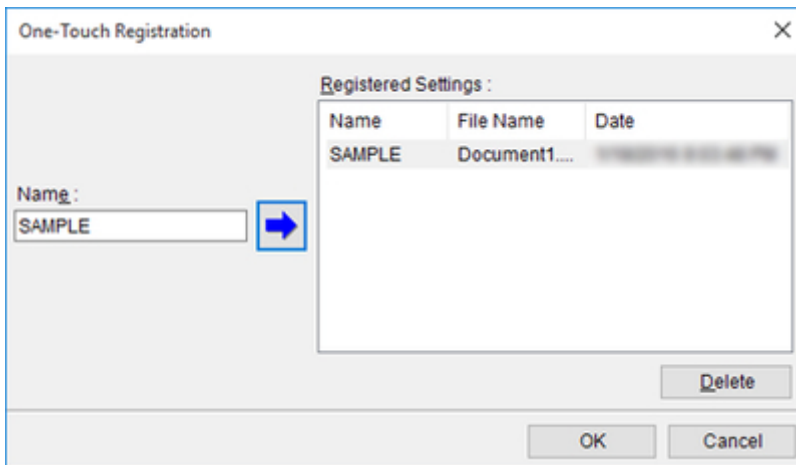 One-Touch Registration
Registered Settings :
Name File Name Date
SAMPLE Document1....
Name :
SAMPLE
Delete
OK Cancel